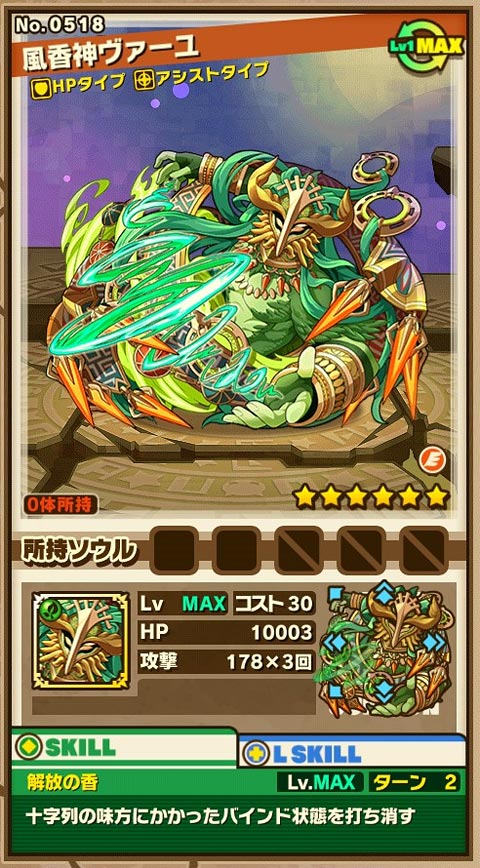 No.0518
風香神ヴァーユ
Lv1 MAX
HPタイプ アシストタイプ
E
0体所持
所持ソウル
Lv MAX コスト 30
HP 10003
攻撃 178×3回
SKILL
L SKILL
解放の香 Lv.MAX ターン 2
十字列の味方にかかったバインド状態を打ち消す